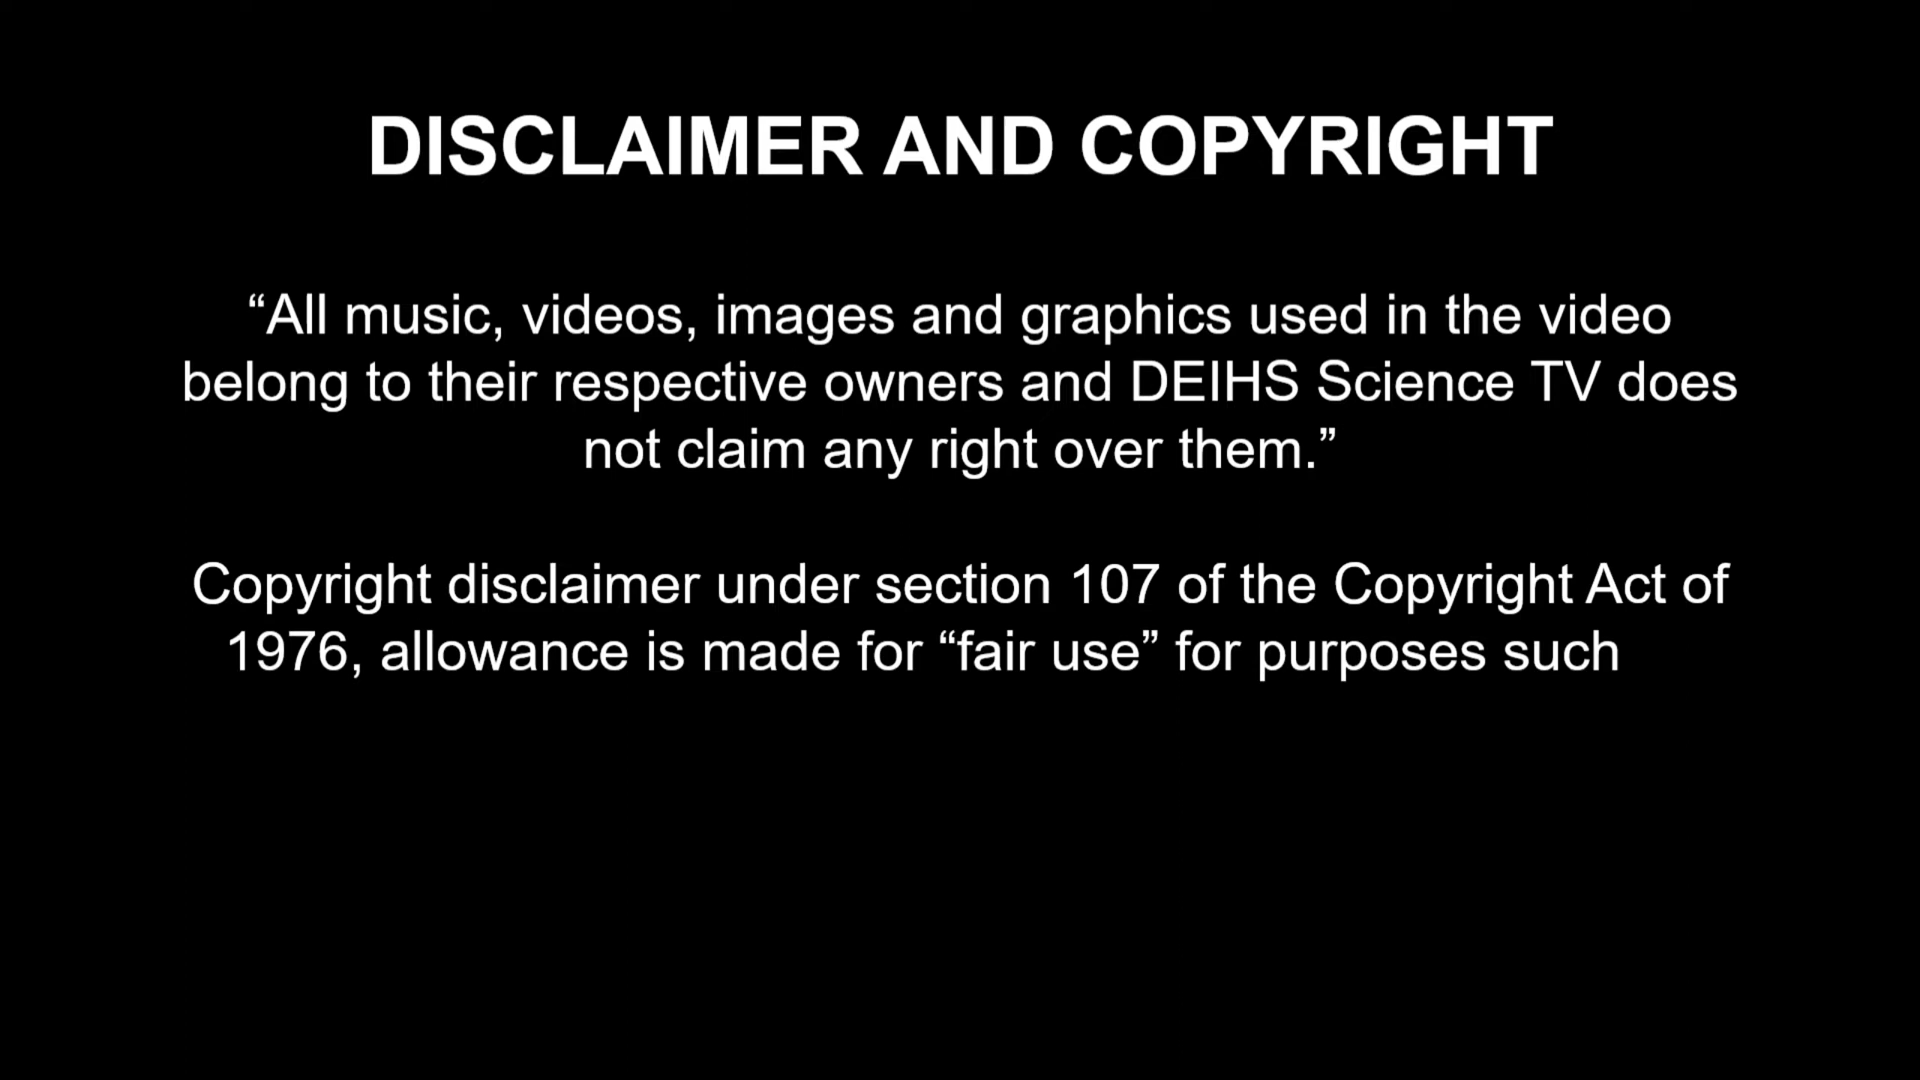 DISCLAIMER AND COPYRIGHT
“All music, videos, images and graphics used in the video
belong to their respective owners and DEIHS Science TV does
not claim any right over them.”
Copyright disclaimer under section 107 of the Copyright Act of
1976, allowance is made for “fair use” for purposes such